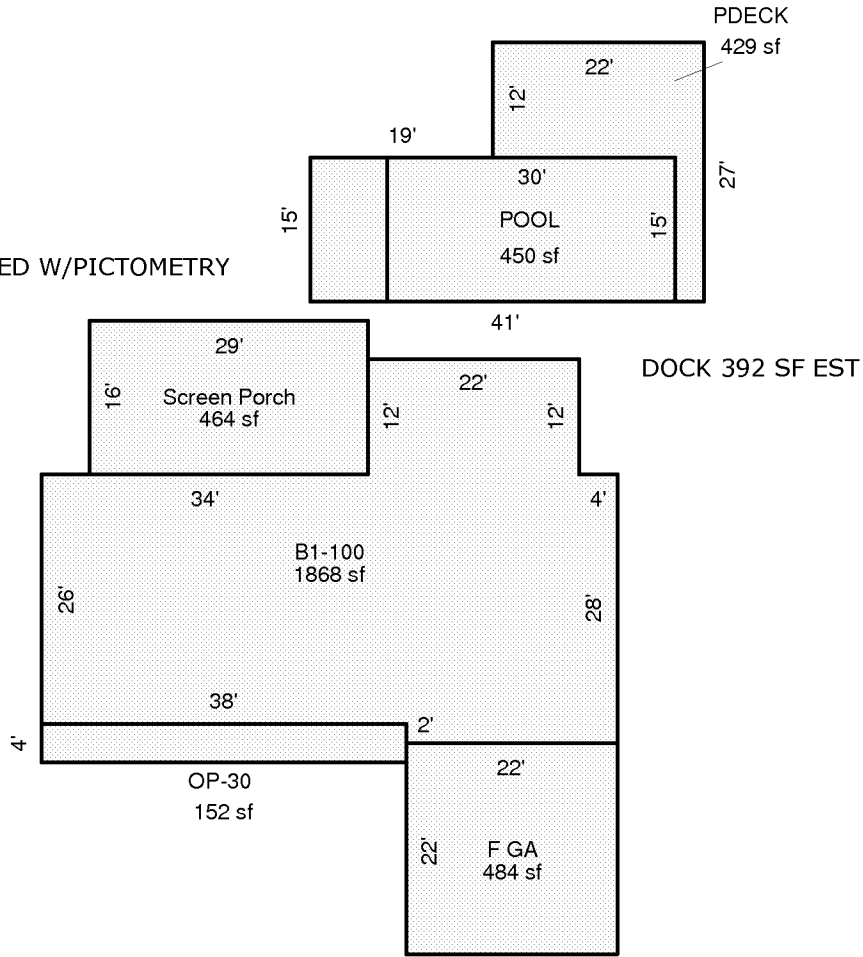 PDECK
429 sf
22'
12'
19'
27'
30'
15'
POOL
15'
450 sf
ED W/PICTOMETRY
41'
29'
DOCK 392 SF EST
16'
Screen Porch
464 sf
22'
12'
12'
34'
4'
B1-100
1868 sf
26'
28'
38'
2'
4'
22'
OP-30
152 sf
22'
F GA
484 sf